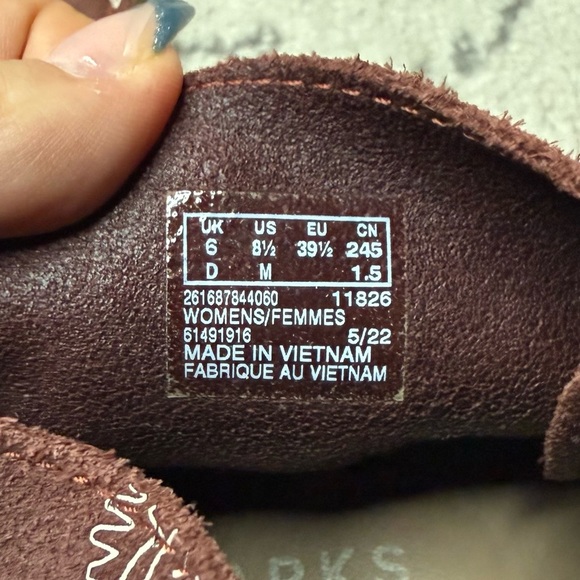 UK US EU CN
6 8½ 39½ 245
D M 1.5
261687844060 11826
WOMENS/FEMMES
61491916 5/22
MADE IN VIETNAM
FABRIQUE AU VIETNAM